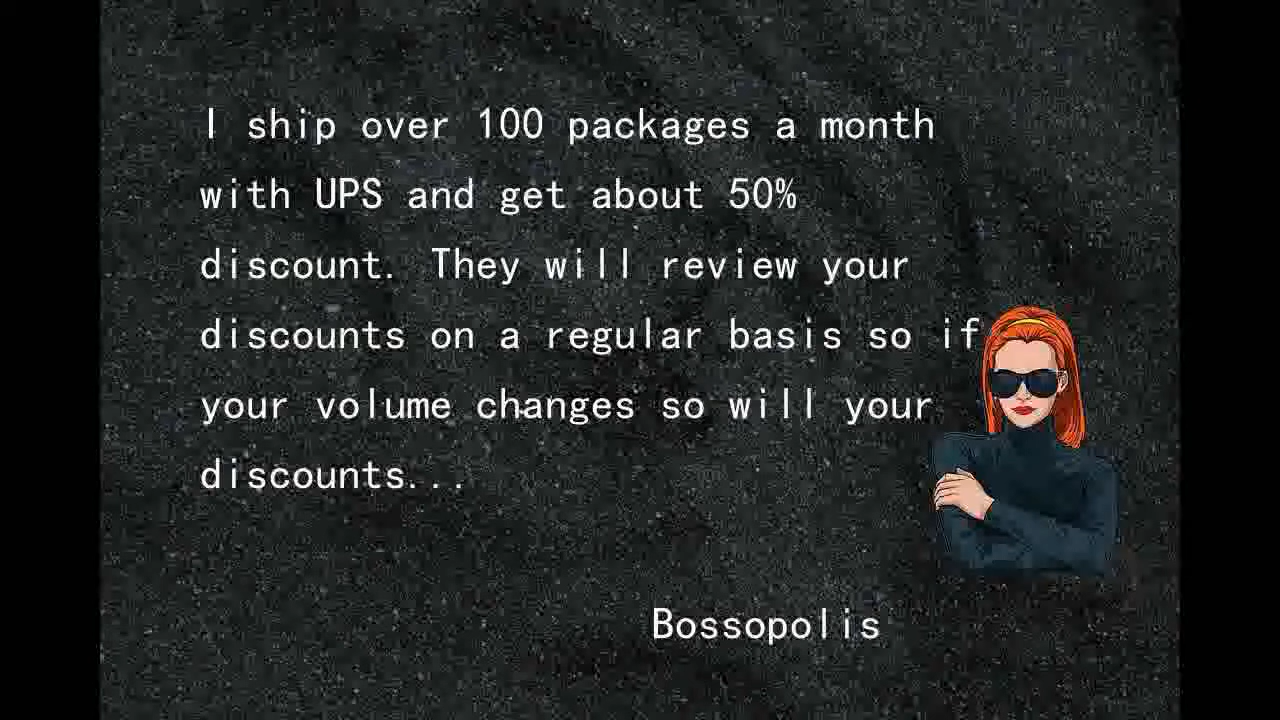 I ship over 100 packages a month
with UPS and get about 50%
discount. They will review your
discounts on a regular basis so if
your volume changes so will your
discounts...
Bossopolis